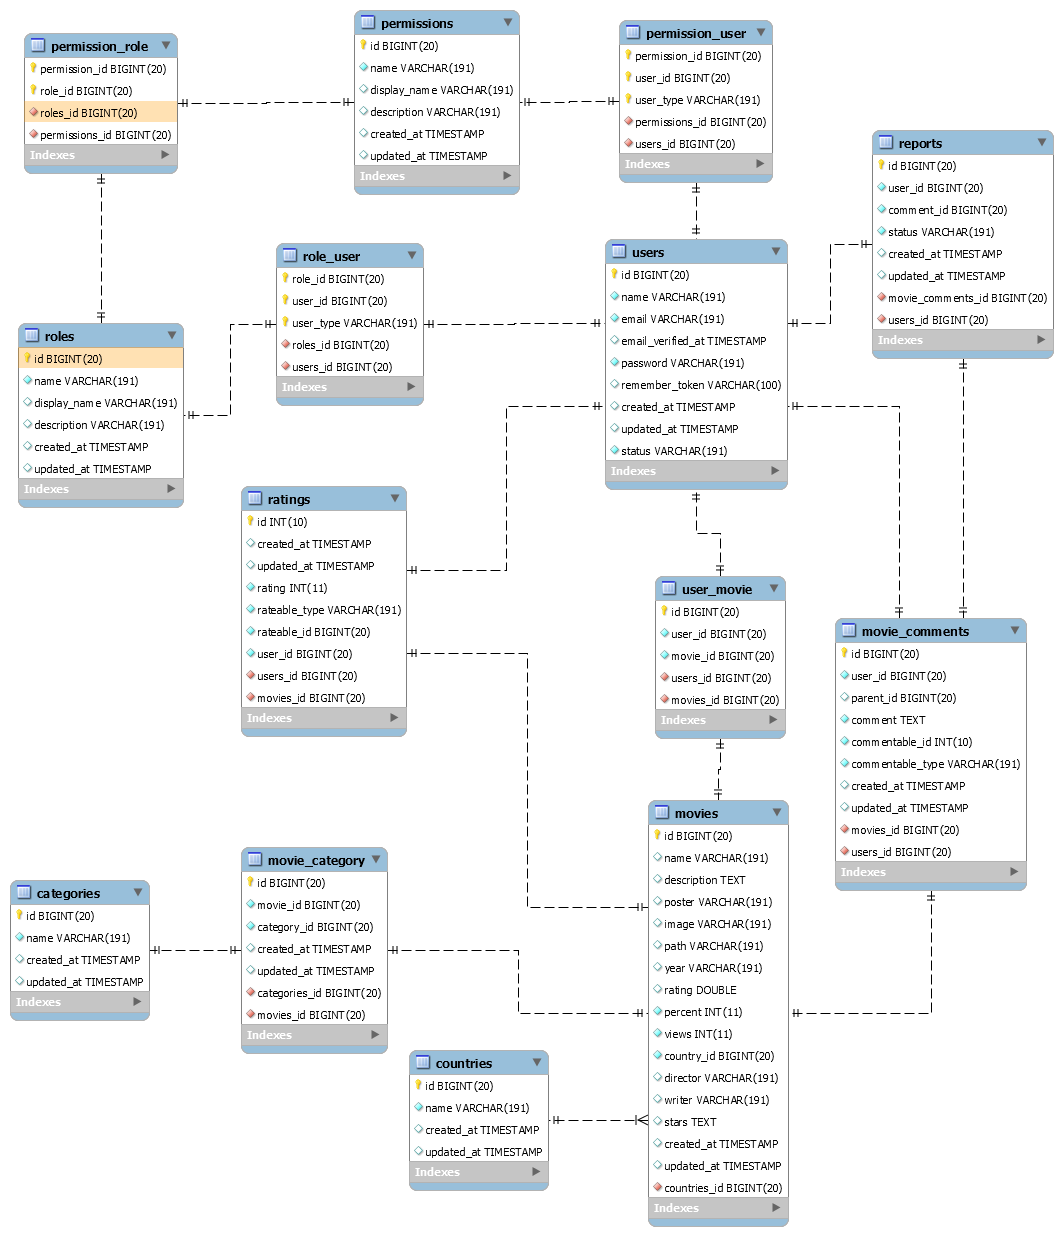 permission_role
permission_id BIGINT(20)
role_id BIGINT(20)
roles_id BIGINT(20)
permissions_id BIGINT(20)
Indexes
permissions
id BIGINT(20)
name VARCHAR(191)
display_name VARCHAR(191)
description VARCHAR(191)
created_at TIMESTAMP
updated_at TIMESTAMP
Indexes
permission_user
permission_id BIGINT(20)
user_id BIGINT(20)
user_type VARCHAR(191)
permissions_id BIGINT(20)
users_id BIGINT(20)
Indexes
reports
id BIGINT(20)
user_id BIGINT(20)
comment_id BIGINT(20)
status VARCHAR(191)
created_at TIMESTAMP
updated_at TIMESTAMP
movie_comments_id BIGINT(20)
users_id BIGINT(20)
Indexes
roles
id BIGINT(20)
name VARCHAR(191)
display_name VARCHAR(191)
description VARCHAR(191)
created_at TIMESTAMP
updated_at TIMESTAMP
Indexes
role_user
role_id BIGINT(20)
user_id BIGINT(20)
user_type VARCHAR(191)
roles_id BIGINT(20)
users_id BIGINT(20)
Indexes
users
id BIGINT(20)
name VARCHAR(191)
email VARCHAR(191)
email_verified_at TIMESTAMP
password VARCHAR(191)
remember_token VARCHAR(100)
created_at TIMESTAMP
updated_at TIMESTAMP
status VARCHAR(191)
Indexes
ratings
id INT(10)
created_at TIMESTAMP
updated_at TIMESTAMP
rating INT(11)
rateable_type VARCHAR(191)
rateable_id BIGINT(20)
user_id BIGINT(20)
users_id BIGINT(20)
movies_id BIGINT(20)
Indexes
user_movie
id BIGINT(20)
user_id BIGINT(20)
movie_id BIGINT(20)
users_id BIGINT(20)
movies_id BIGINT(20)
Indexes
movie_comments
id BIGINT(20)
user_id BIGINT(20)
parent_id BIGINT(20)
comment TEXT
commentable_id INT(10)
commentable_type VARCHAR(191)
created_at TIMESTAMP
updated_at TIMESTAMP
movies_id BIGINT(20)
users_id BIGINT(20)
Indexes
categories
id BIGINT(20)
name VARCHAR(191)
created_at TIMESTAMP
updated_at TIMESTAMP
Indexes
movie_category
id BIGINT(20)
movie_id BIGINT(20)
category_id BIGINT(20)
created_at TIMESTAMP
updated_at TIMESTAMP
categories_id BIGINT(20)
movies_id BIGINT(20)
Indexes
movies
id BIGINT(20)
name VARCHAR(191)
description TEXT
poster VARCHAR(191)
image VARCHAR(191)
path VARCHAR(191)
year VARCHAR(191)
rating DOUBLE
percent INT(11)
views INT(11)
country_id BIGINT(20)
director VARCHAR(191)
writer VARCHAR(191)
stars TEXT
created_at TIMESTAMP
updated_at TIMESTAMP
countries_id BIGINT(20)
Indexes
countries
id BIGINT(20)
name VARCHAR(191)
created_at TIMESTAMP
updated_at TIMESTAMP
Indexes